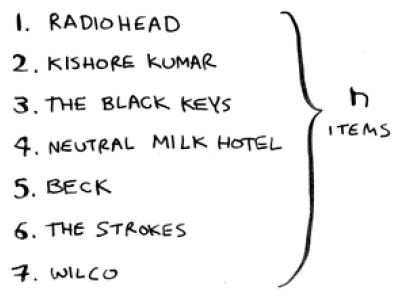 1. RADIOHEAD
2. KISHORE KUMAR
3. THE BLACK KEYS
4. NEUTRAL MILK HOTEL
5. BECK
6. THE STROKES
7. WILCO
n
ITEMS